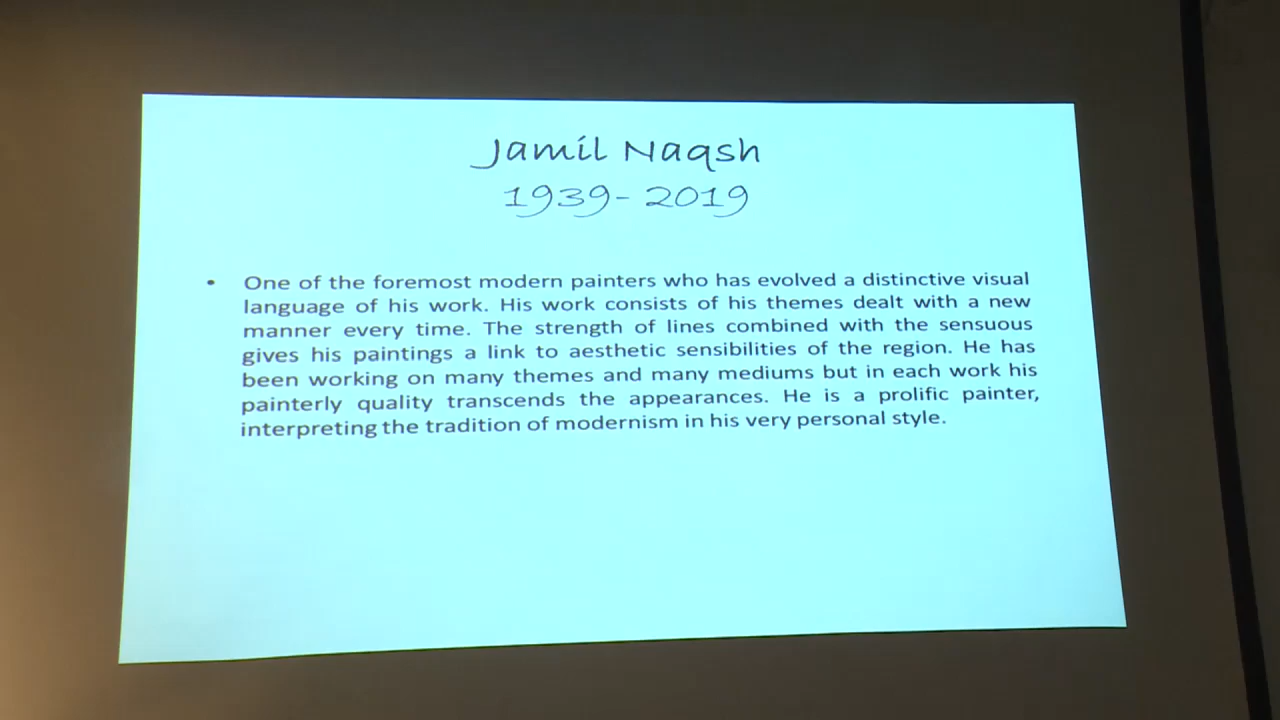 Jamil Naqsh
1939- 2019
• One of the foremost modern painters who has evolved a distinctive visual
language of his work. His work consists of his themes dealt with a new
manner every time. The strength of lines combined with the sensuous
gives his paintings a link to aesthetic sensibilities of the region. He has
been working on many themes and many mediums but in each work his
painterly quality transcends the appearances. He is a prolific painter,
interpreting the tradition of modernism in his very personal style.